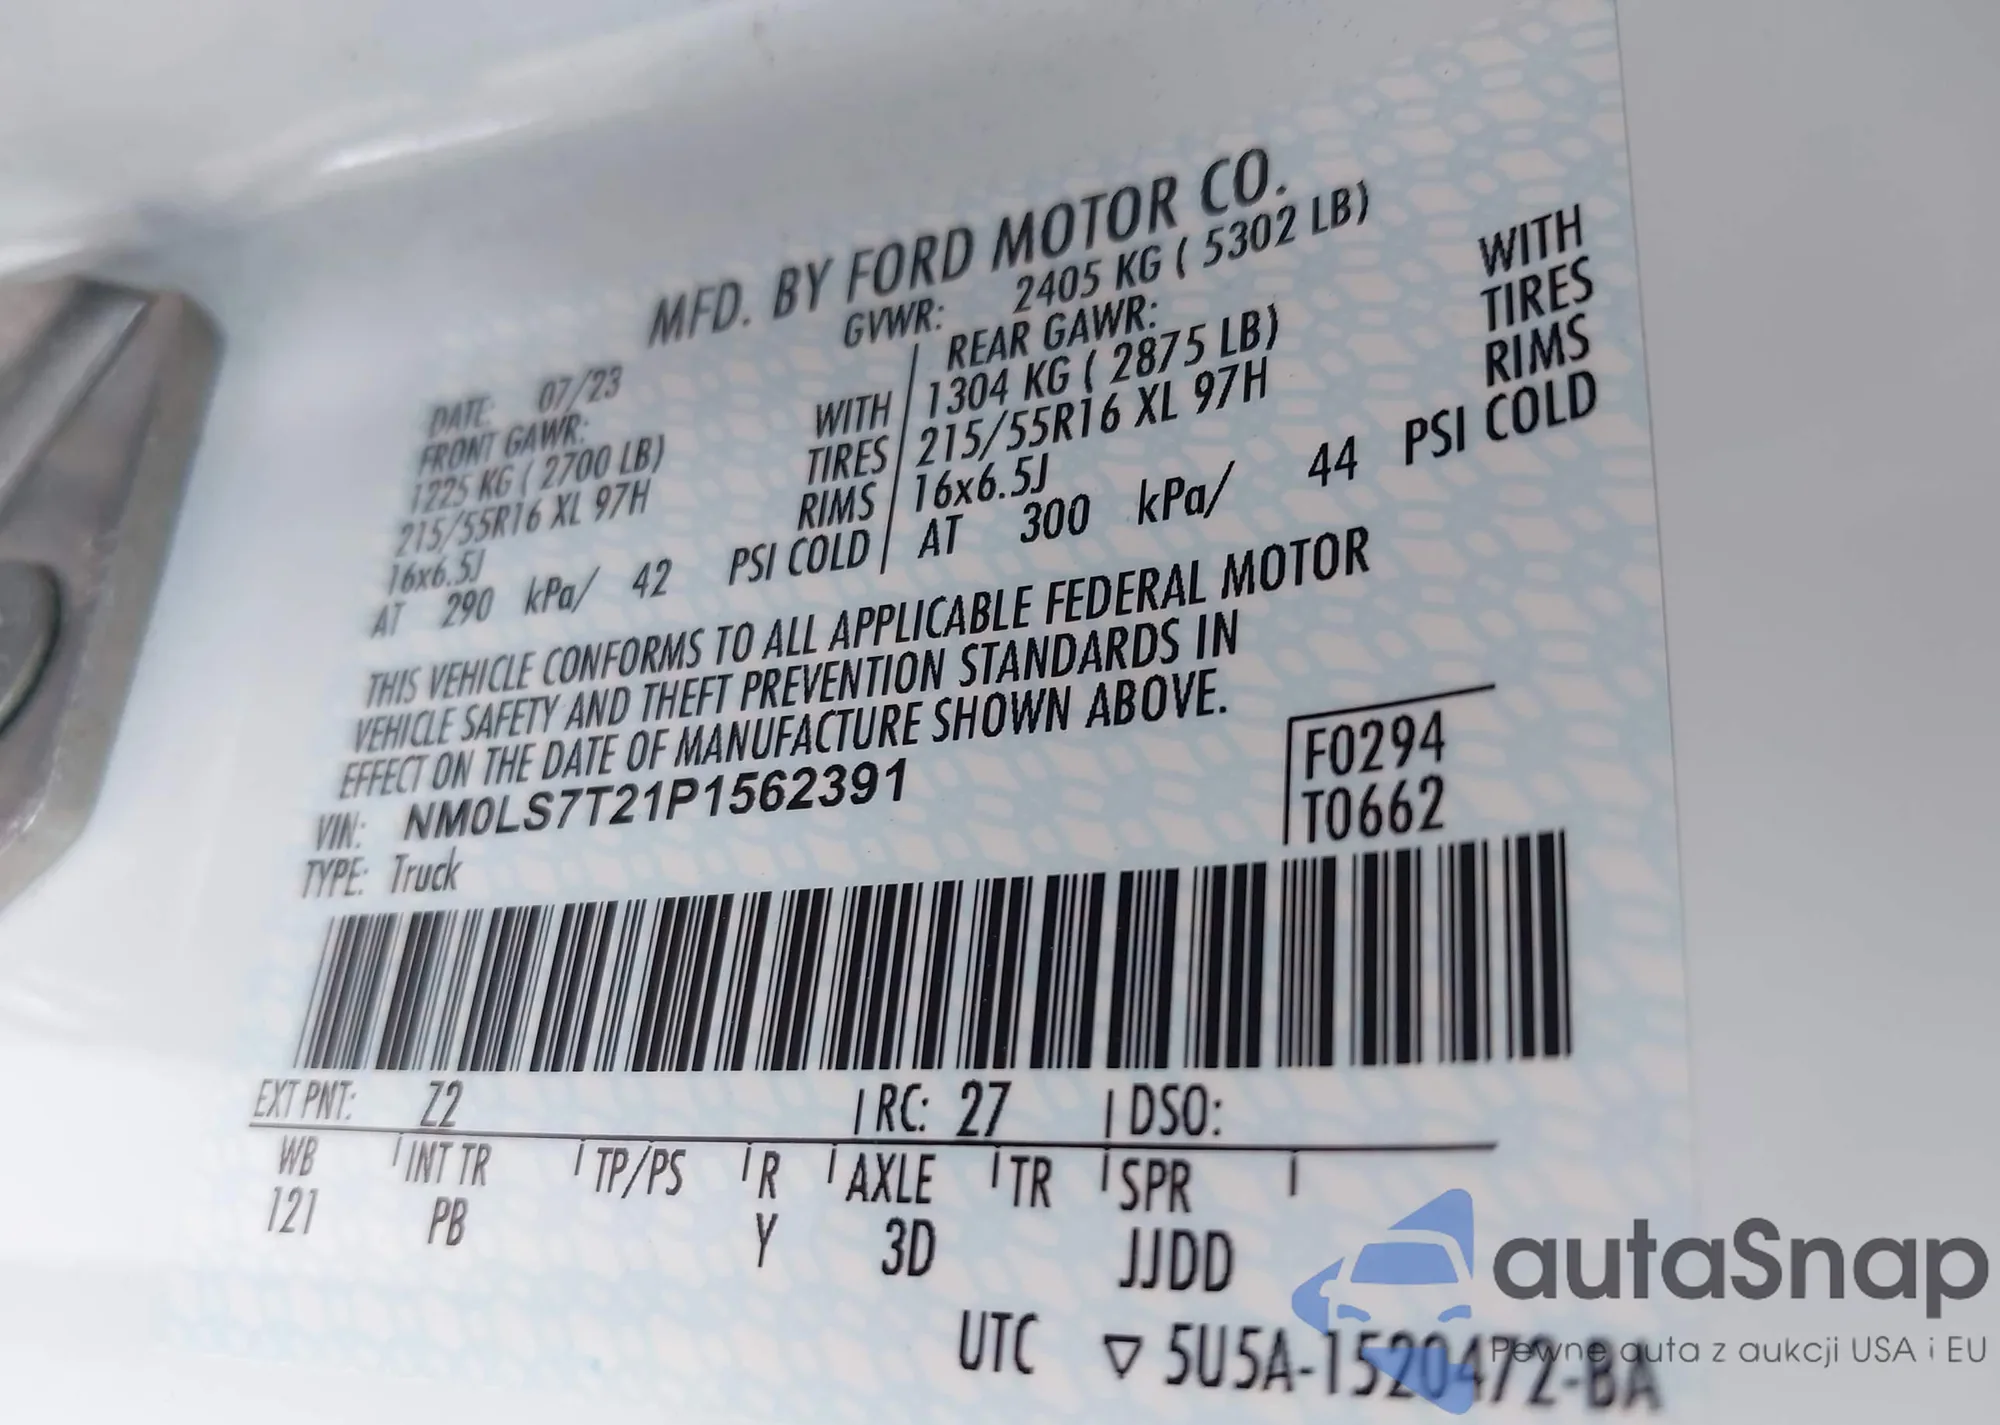 MFD. BY FORD MOTOR CO.
DATE: 07/23 GVWR: 2405 KG ( 5302 LB)
FRONT GAWR: | REAR GAWR:
1225 KG ( 2700 LB) WITH | 1304 KG ( 2875 LB) WITH
215/55R16 XL 97H TIRES | 215/55R16 XL 97H TIRES
16x6.5J RIMS | 16x6.5J RIMS
AT 290 kPa/ 42 PSI COLD | AT 300 kPa/ 44 PSI COLD
THIS VEHICLE CONFORMS TO ALL APPLICABLE FEDERAL MOTOR
VEHICLE SAFETY AND THEFT PREVENTION STANDARDS IN
EFFECT ON THE DATE OF MANUFACTURE SHOWN ABOVE.
VIN: NM0LS7T21P1562391
TYPE: Truck
F0294
T0662
EXT PNT: Z2 | RC: 27 | DSO:
WB | INT TR | TP/PS | R | AXLE | TR | SPR |
121 PB Y 3D JJDD
UTC ▽ 5U5A-1520472-BA
autaSnap
Pewne auta z aukcji USA i EU